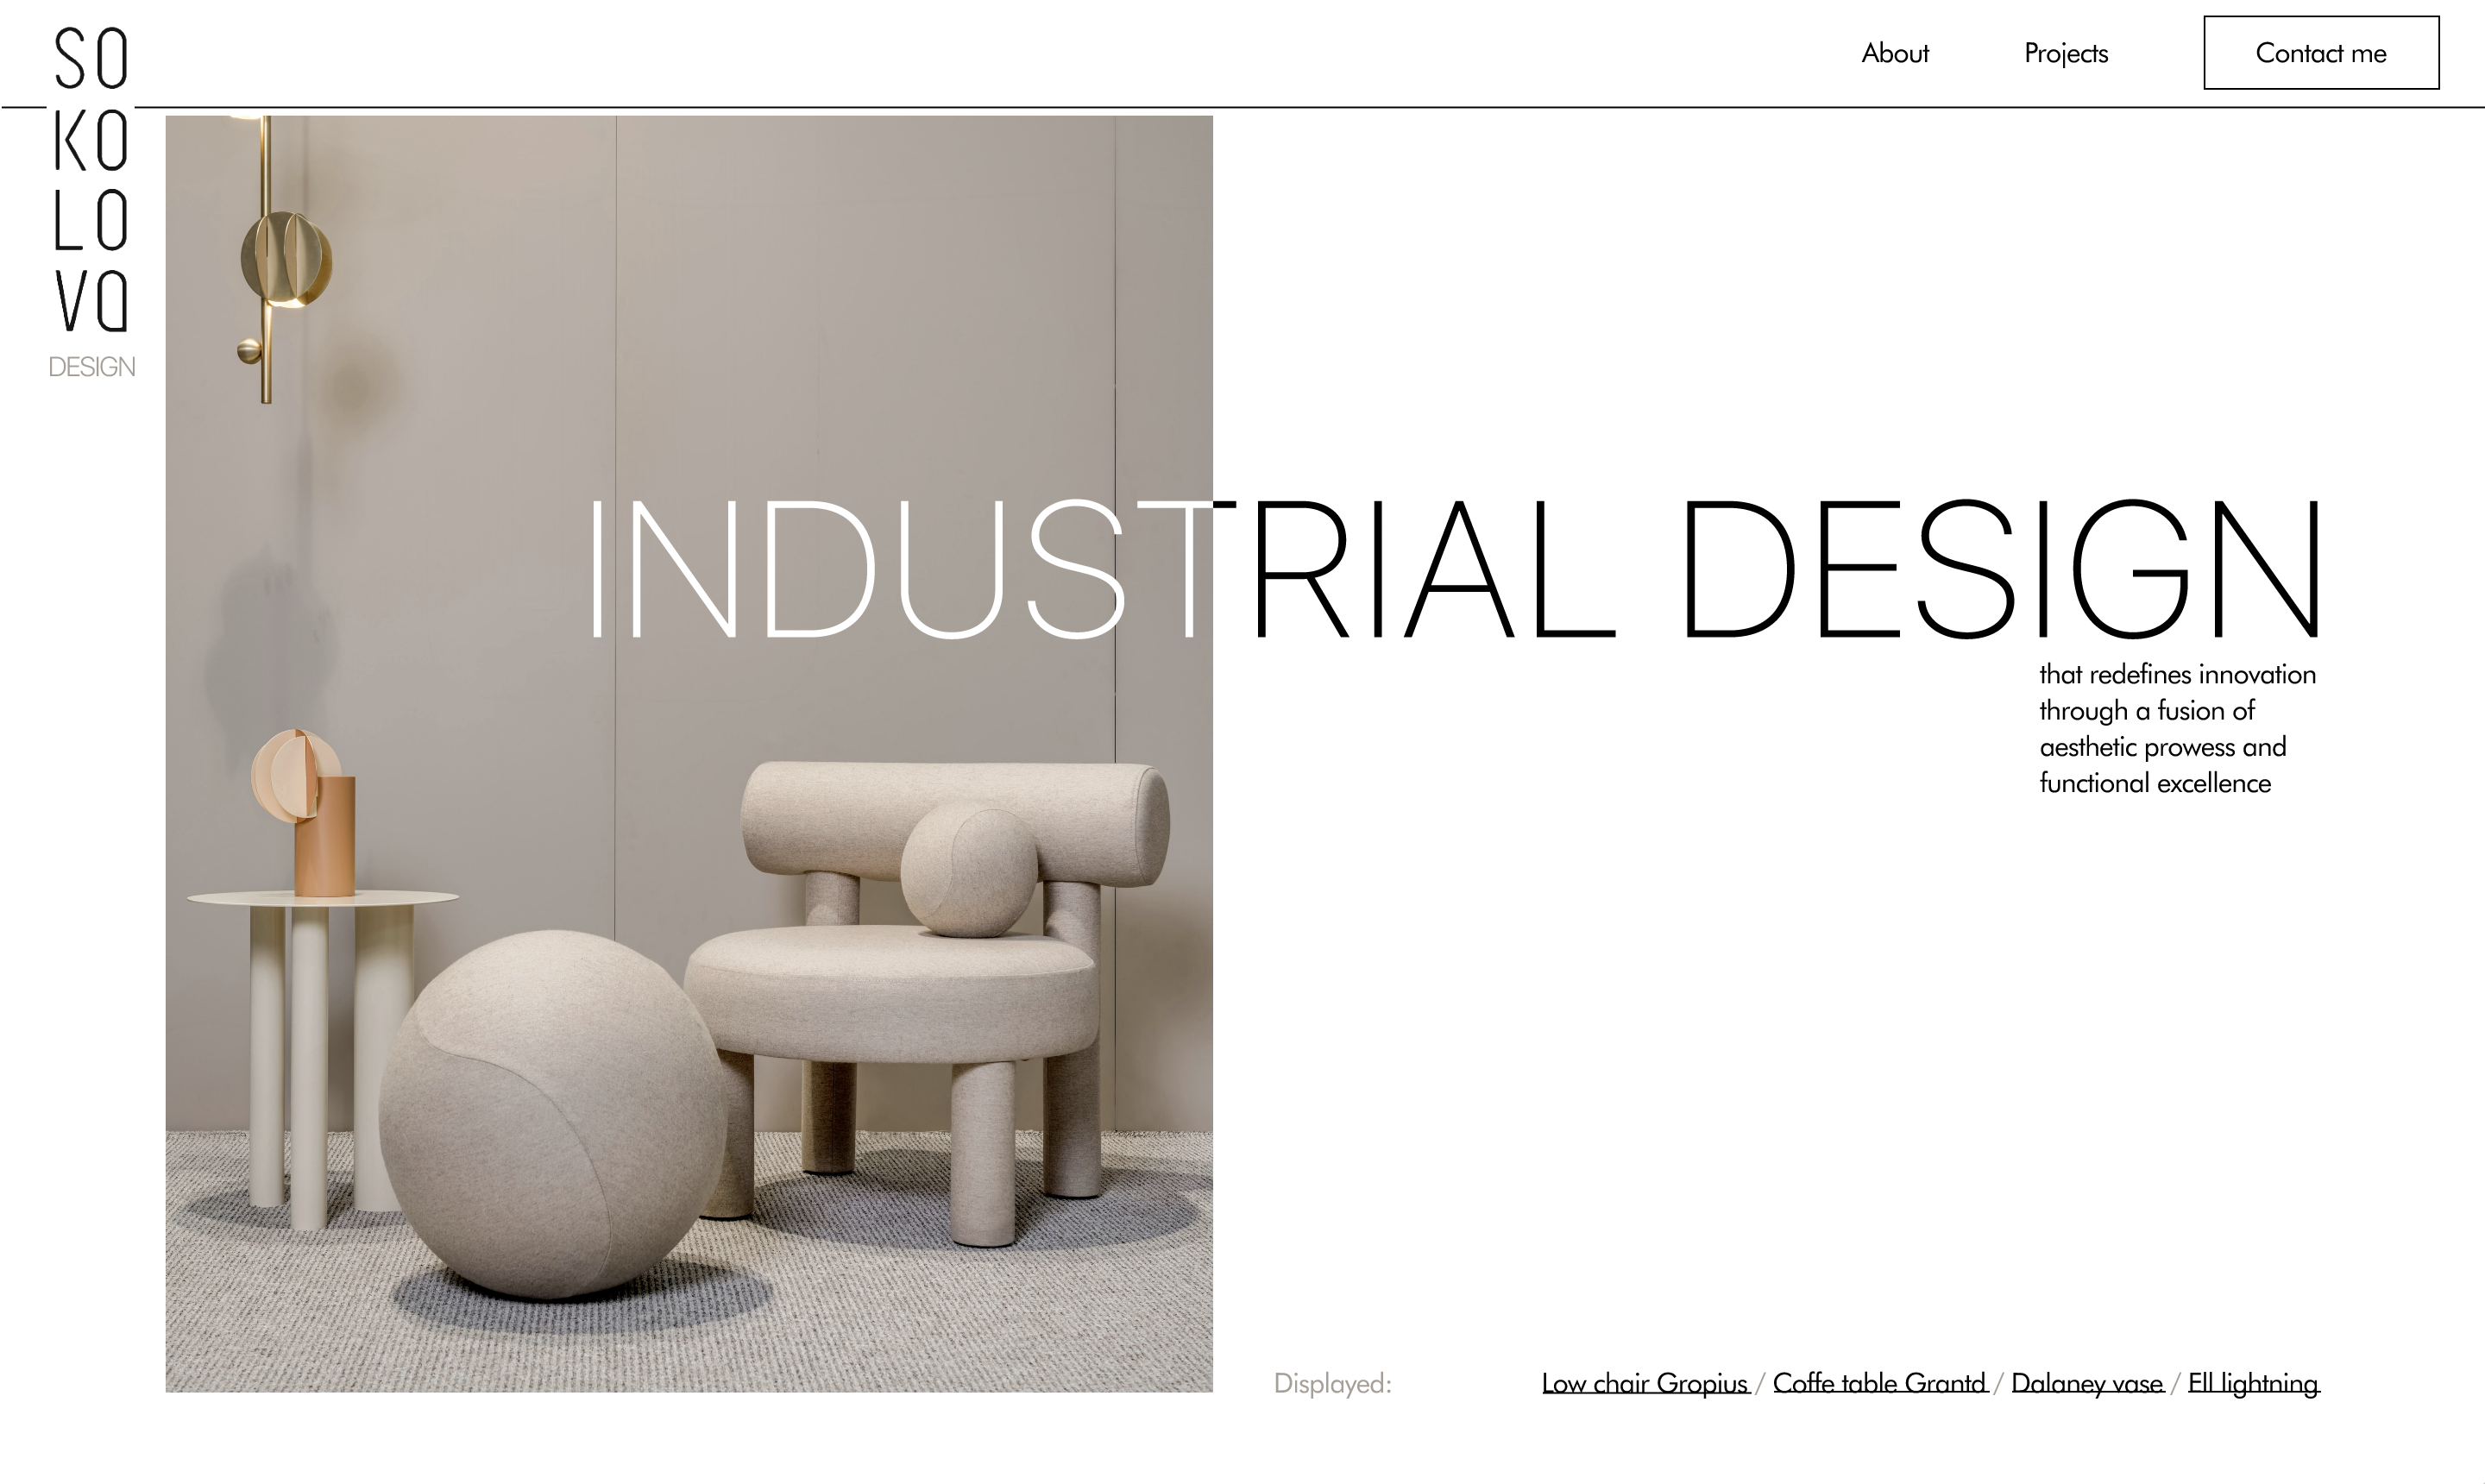 SO
KO
LO
VA
DESIGN
About
Projects
Contact me
INDUSTRIAL DESIGN
that redefines innovation
through a fusion of
aesthetic prowess and
functional excellence
Displayed:
Low chair Gropius / Coffe table Grantd / Dalaney vase / Ell lightning